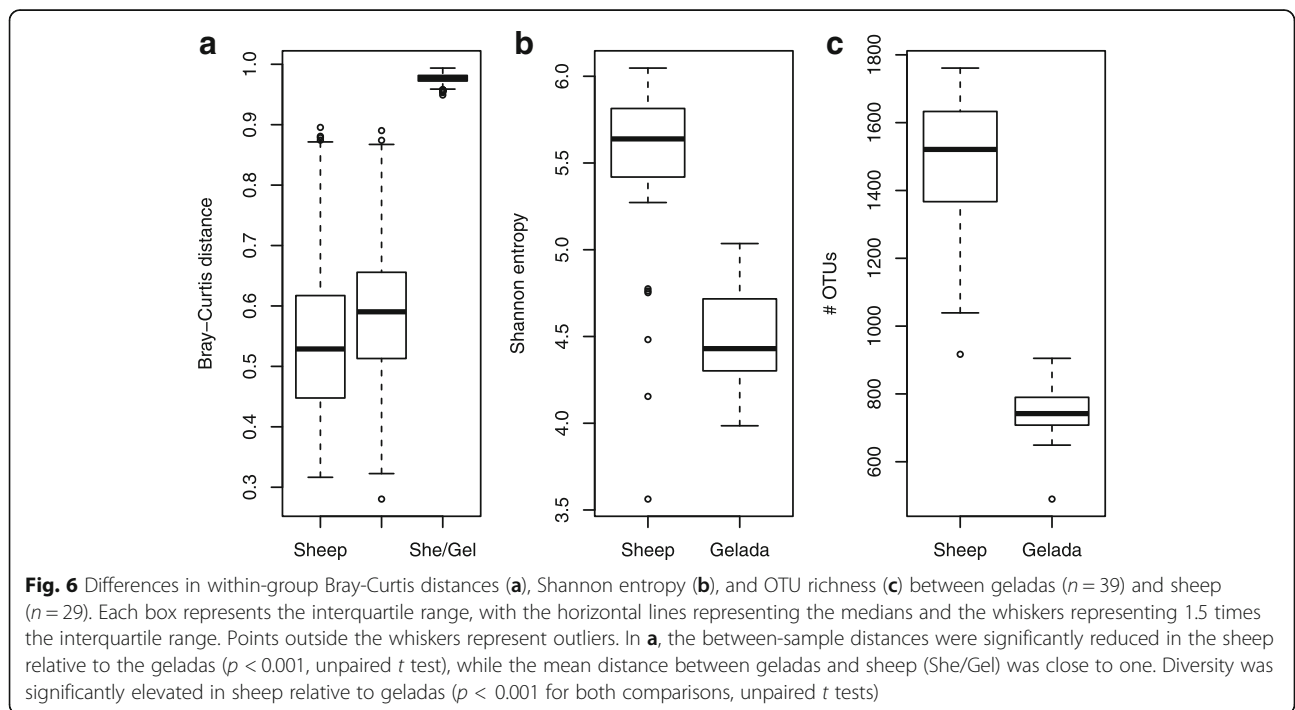 a
b
c
Bray−Curtis distance
0.3
0.4
0.5
0.6
0.7
0.8
0.9
1.0
Sheep
She/Gel
Shannon entropy
3.5
4.0
4.5
5.0
5.5
6.0
Sheep
Gelada
# OTUs
600
800
1000
1200
1400
1600
1800
Sheep
Gelada
Fig. 6 Differences in within-group Bray-Curtis distances (a), Shannon entropy (b), and OTU richness (c) between geladas (n = 39) and sheep
(n = 29). Each box represents the interquartile range, with the horizontal lines representing the medians and the whiskers representing 1.5 times
the interquartile range. Points outside the whiskers represent outliers. In a, the between-sample distances were significantly reduced in the sheep
relative to the geladas (p < 0.001, unpaired t test), while the mean distance between geladas and sheep (She/Gel) was close to one. Diversity was
significantly elevated in sheep relative to geladas (p < 0.001 for both comparisons, unpaired t tests)